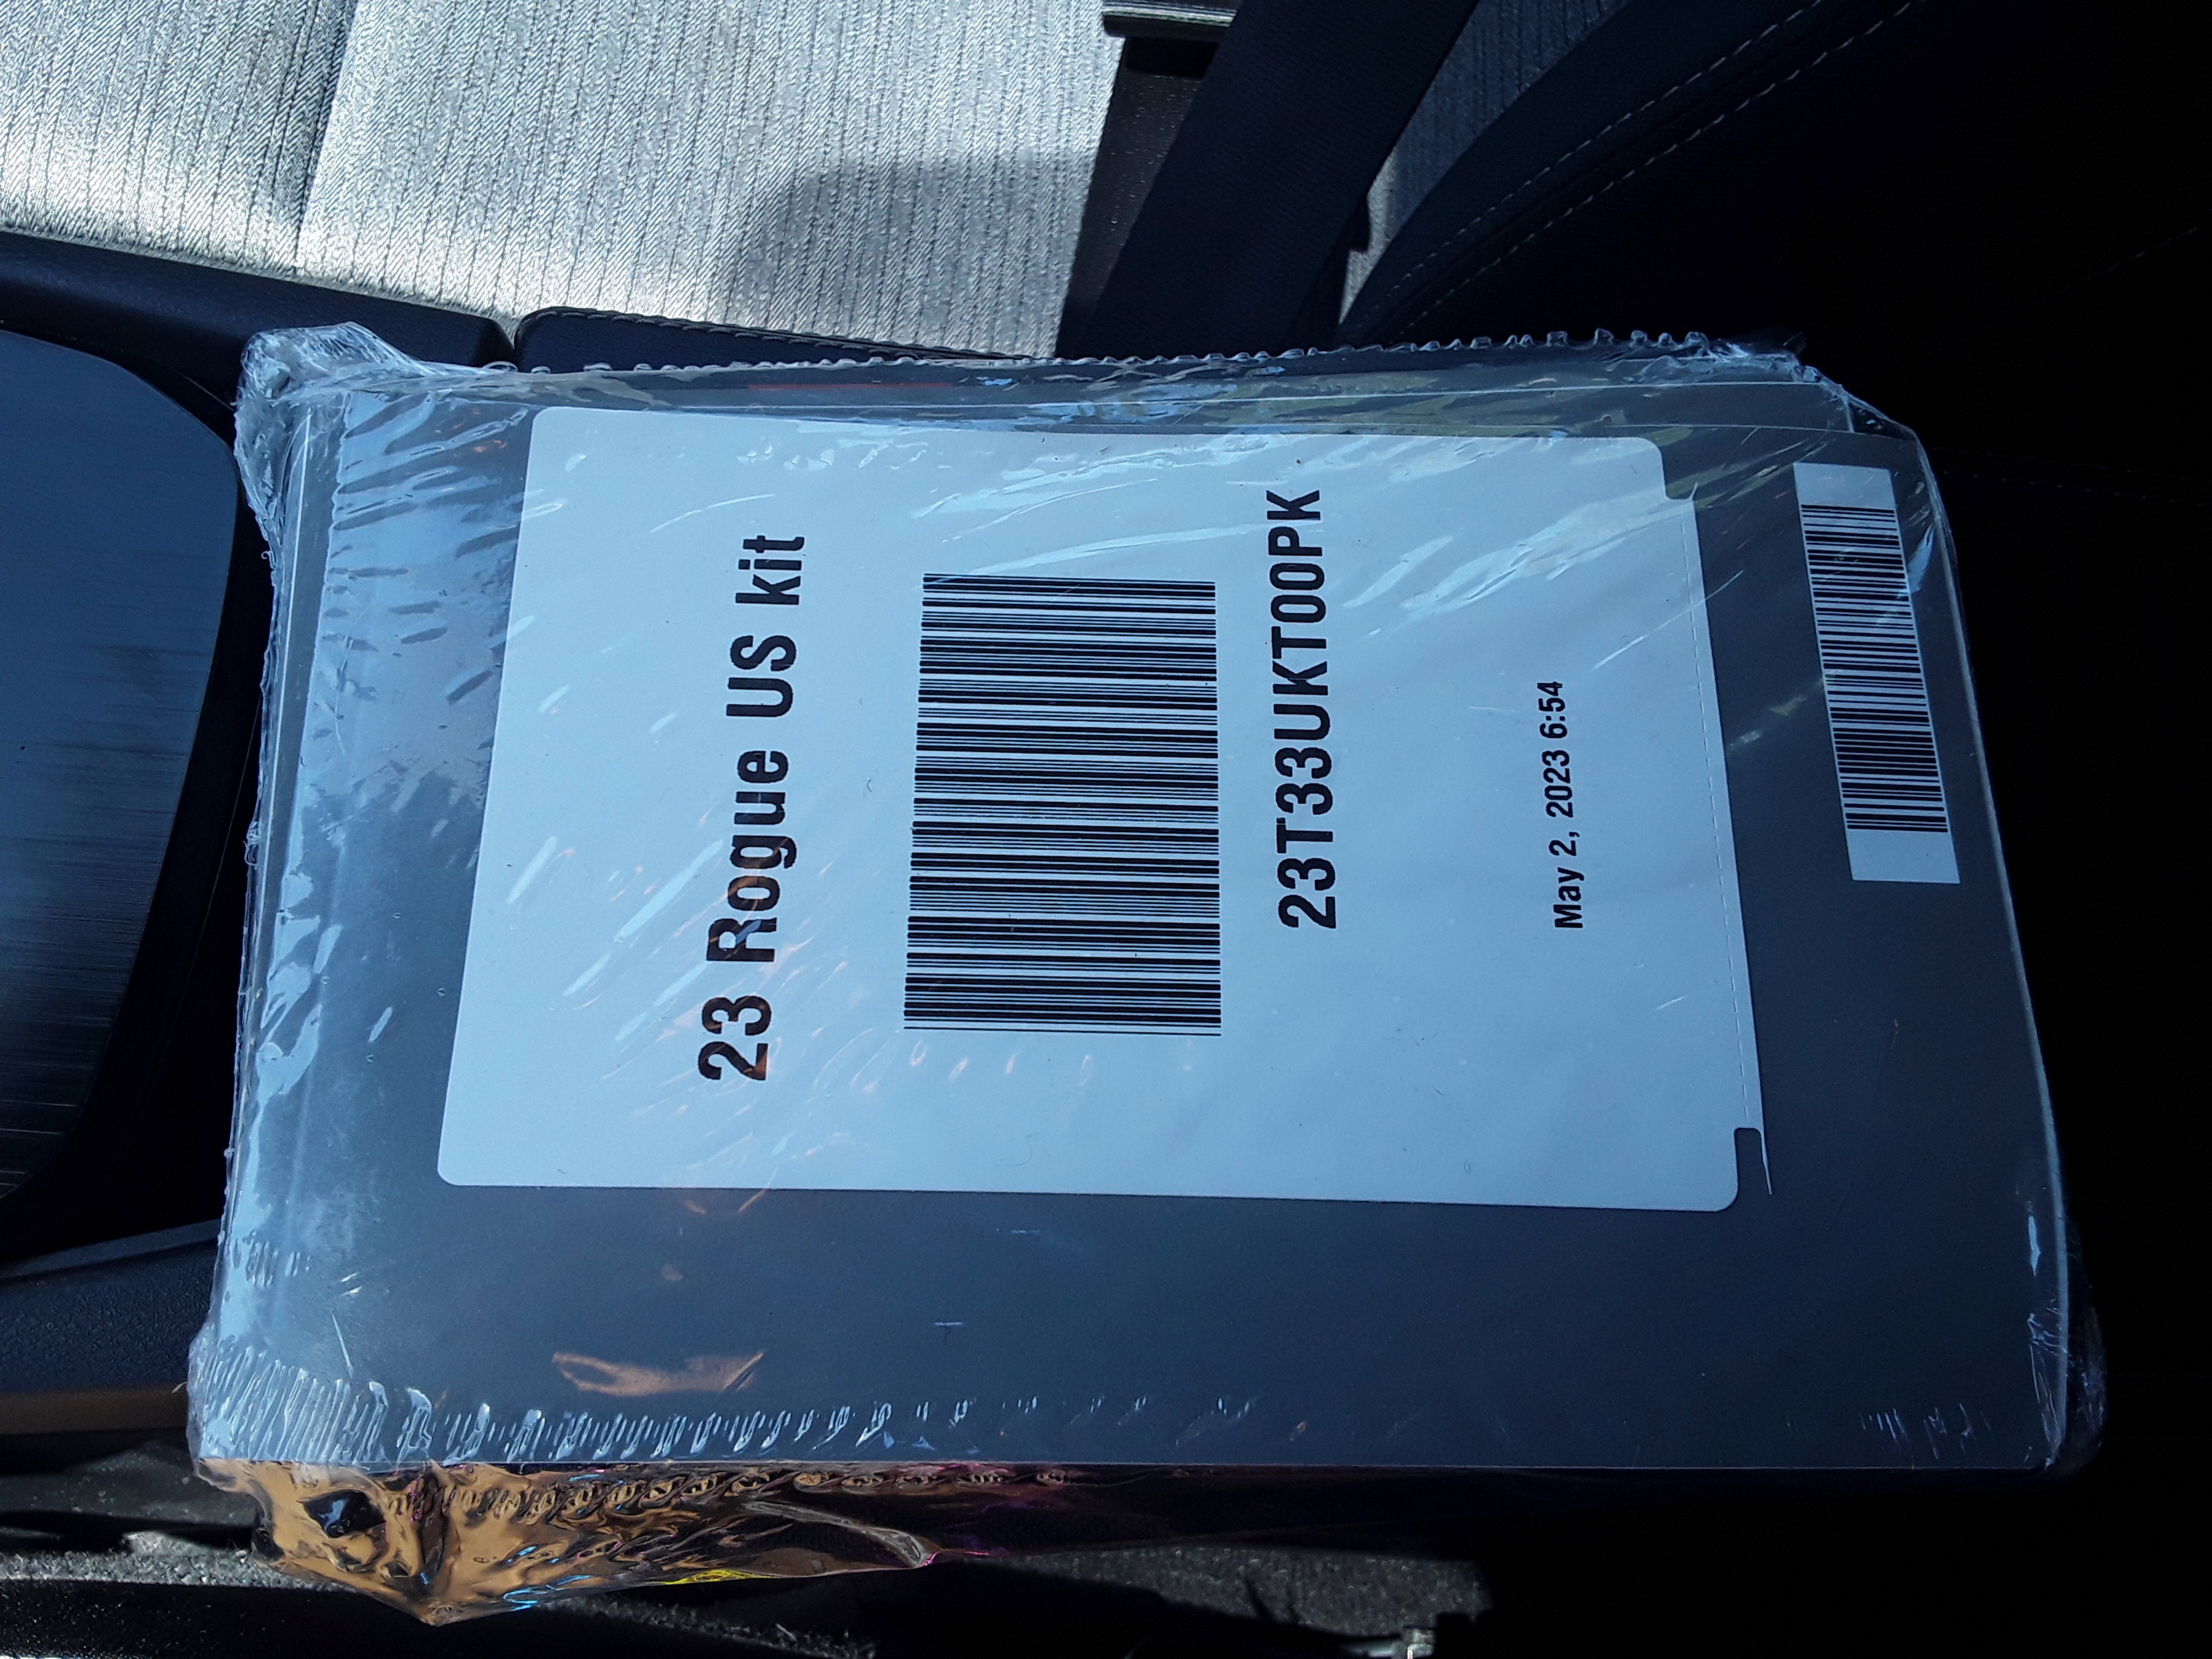 23 Rogue US kit
23T33UKT00PK
May 2, 2023 6:54